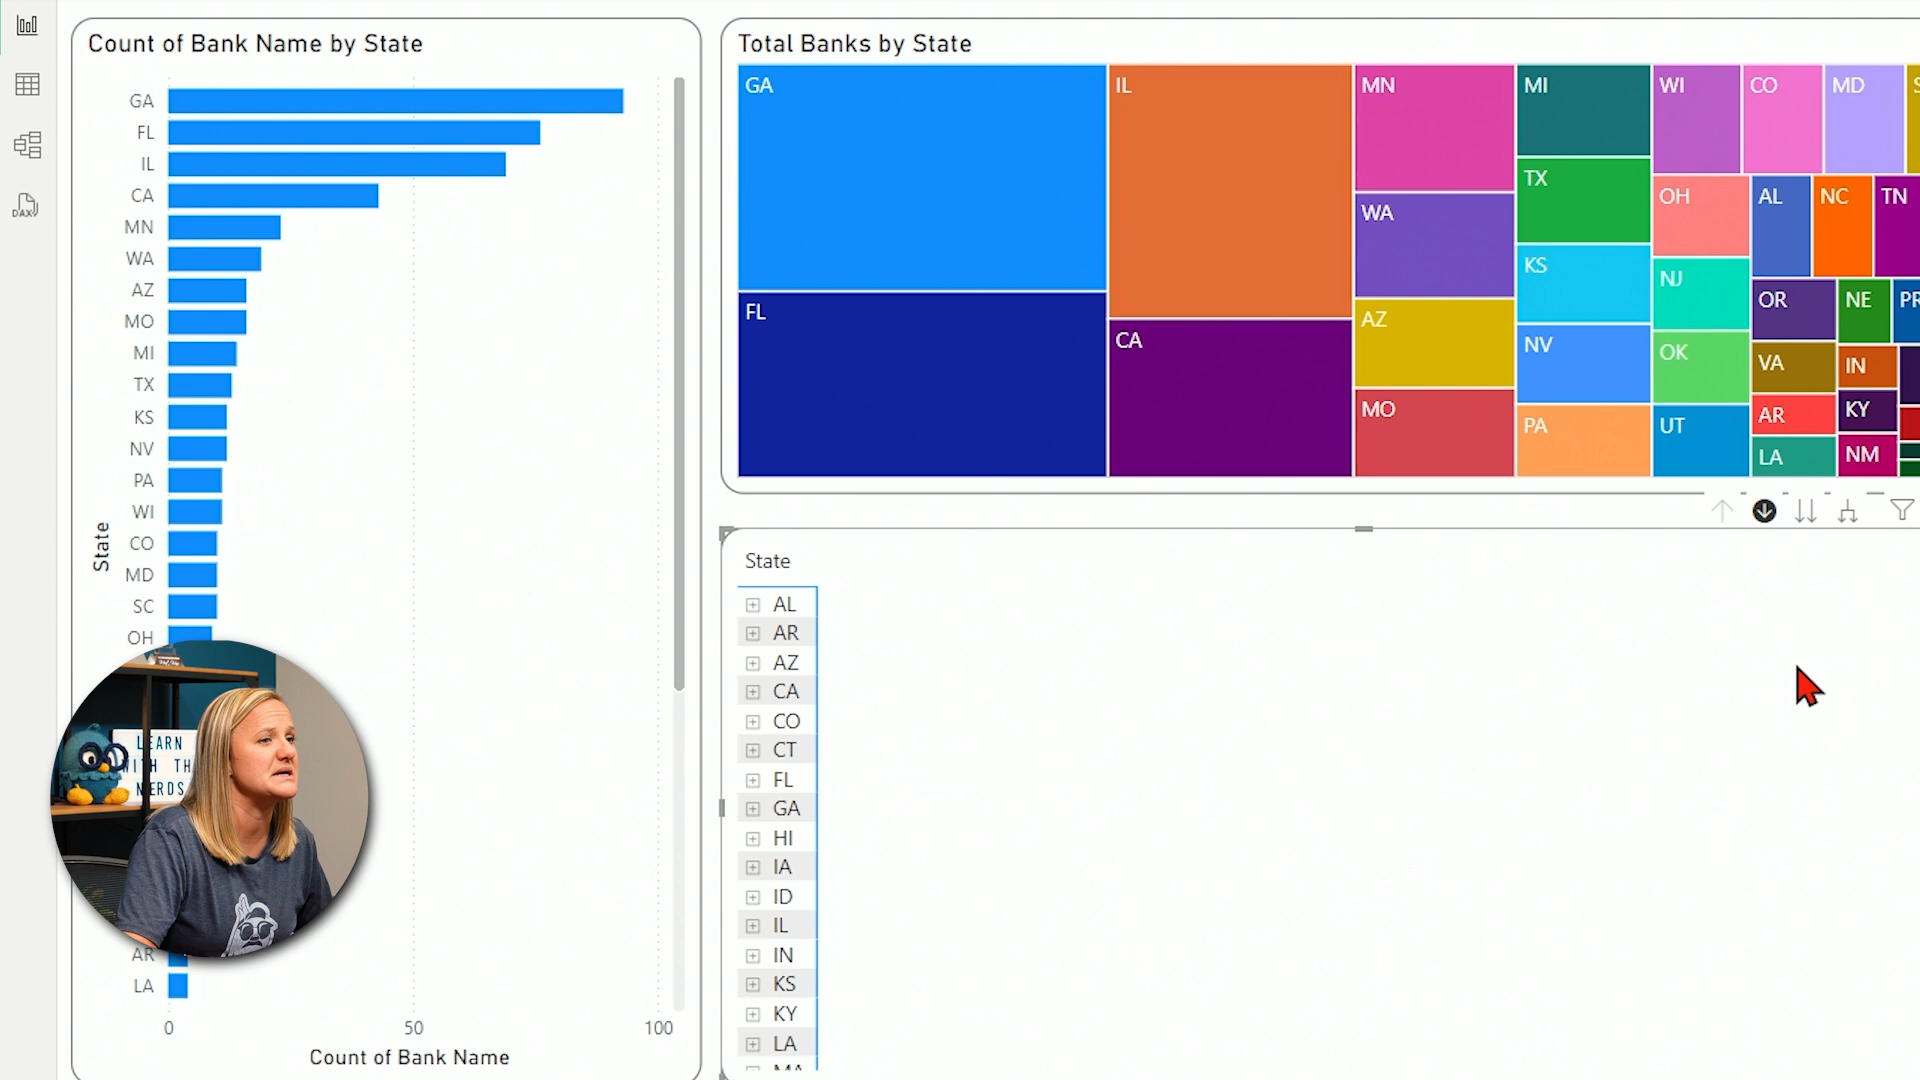 DAX
Count of Bank Name by State
State
GA
FL
IL
CA
MN
WA
AZ
MO
MI
TX
KS
NV
PA
WI
CO
MD
SC
OH
AR
LA
0
50
100
Count of Bank Name
LEARN
WITH TH
NERDS
Total Banks by State
GA
FL
IL
CA
MN
WA
AZ
MO
MI
TX
KS
NV
PA
WI
OH
NJ
OK
UT
CO
MD
S
AL
NC
TN
OR
NE
PR
VA
IN
AR
KY
LA
NM
State
AL
AR
AZ
CA
CO
CT
FL
GA
HI
IA
ID
IL
IN
KS
KY
LA
MA